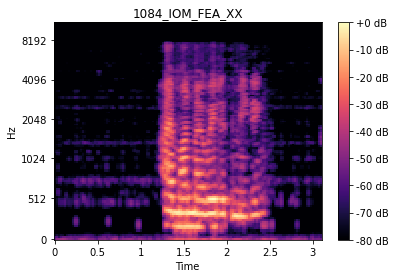 1084_IOM_FEA_XX
+0 dB
8192
-10 dB
4096
-20 dB
-30 dB
2048
Hz
-40 dB
1024
-50 dB
512
-60 dB
-70 dB
0
-80 dB
0 0.5 1 1.5 2 2.5 3
Time